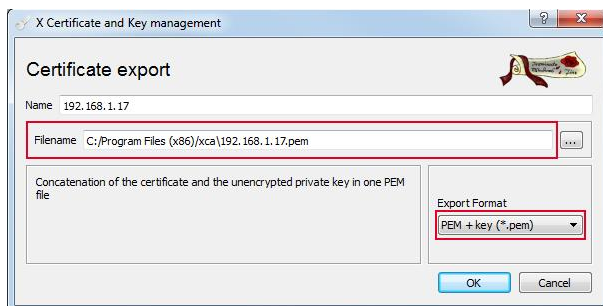 X Certificate and Key management
Certificate export
Name 192.168.1.17
Filename C:/Program Files (x86)/xca\192.168.1.17.pem ...
Concatenation of the certificate and the unencrypted private key in one PEM
file
Export Format
PEM + key (*.pem)
OK Cancel